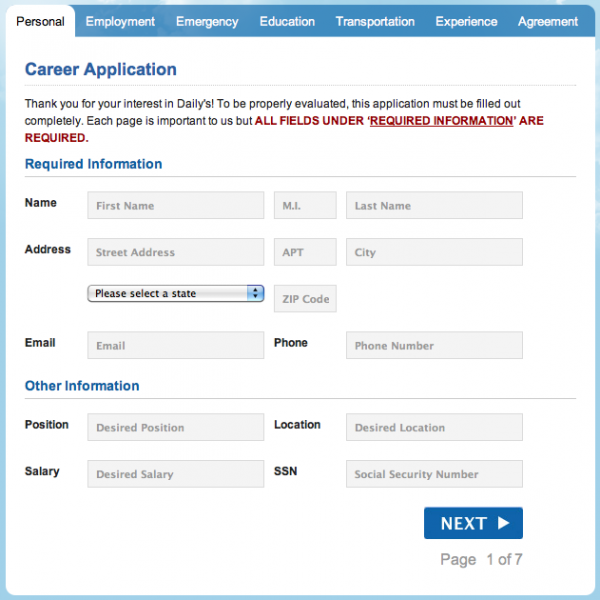 Personal Employment Emergency Education Transportation Experience Agreement
Career Application
Thank you for your interest in Daily's! To be properly evaluated, this application must be filled out
completely. Each page is important to us but ALL FIELDS UNDER 'REQUIRED INFORMATION' ARE
REQUIRED.
Required Information
Name First Name M.I. Last Name
Address Street Address APT City
Please select a state ZIP Code
Email Email Phone Phone Number
Other Information
Position Desired Position Location Desired Location
Salary Desired Salary SSN Social Security Number
NEXT
Page 1 of 7